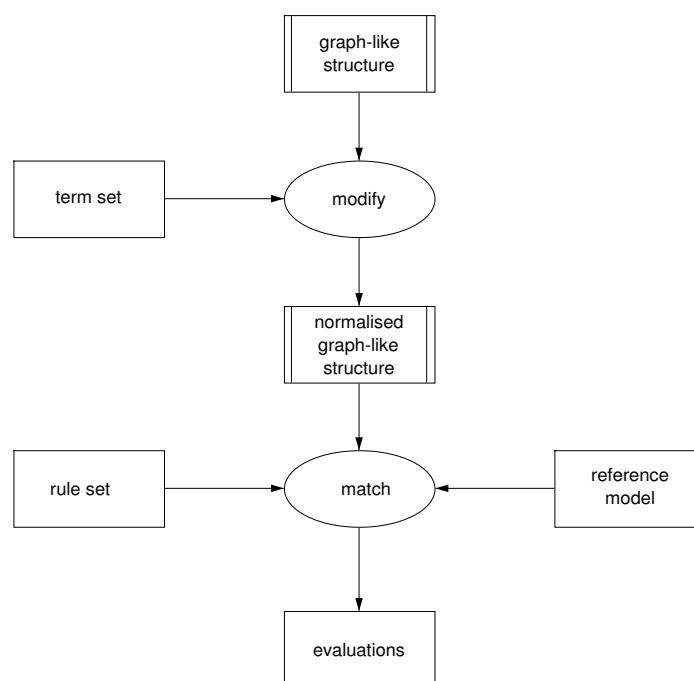 graph-like
structure
term set
modify
normalised
graph-like
structure
rule set
match
reference
model
evaluations